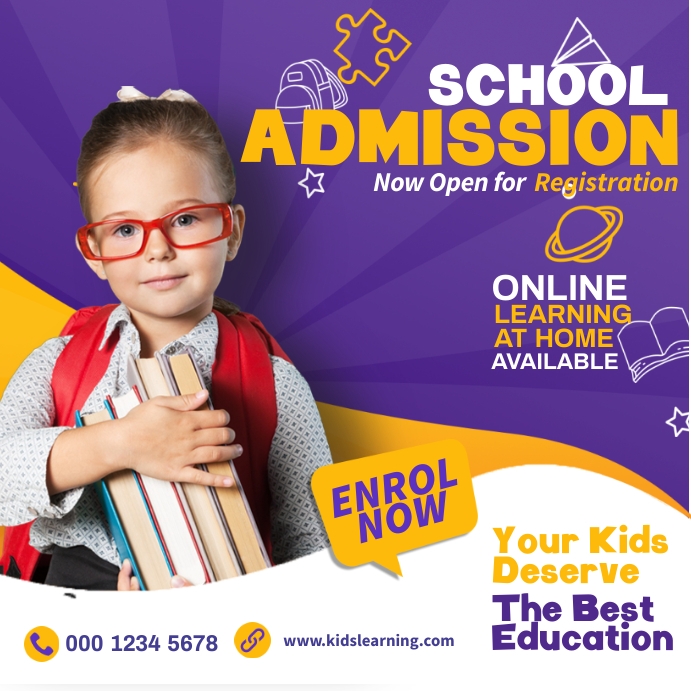 SCHOOL
ADMISSION
Now Open for Registration
ONLINE
LEARNING
AT HOME
AVAILABLE
ENROL
NOW
Your Kids
Deserve
The Best
Education
000 1234 5678
www.kidslearning.com